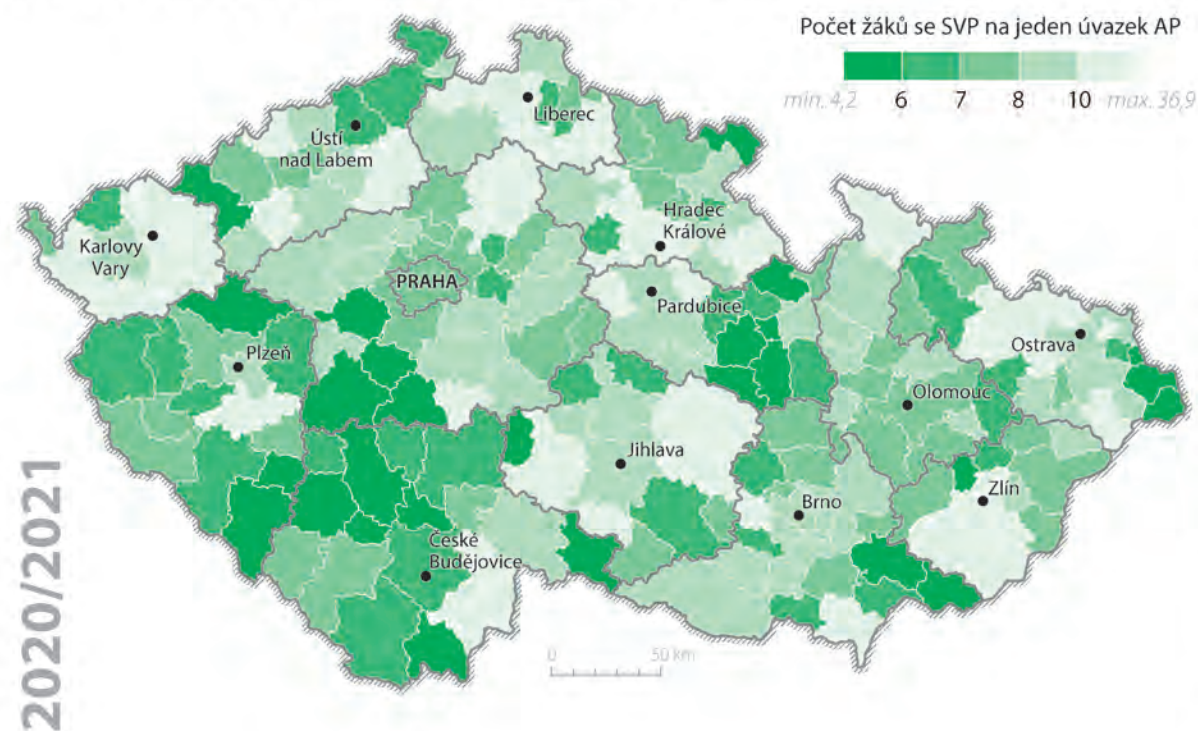 Počet žáků se SVP na jeden úvazek AP
min. 4,2 6 7 8 10 max. 36,9
Liberec
Ústí
nad Labem
Hradec
Králové
Karlovy
Vary
PRAHA
Pardubice
Plzeň
Ostrava
Olomouc
Jihlava
Zlín
Brno
České
Budějovice
0 50 km
2020/2021